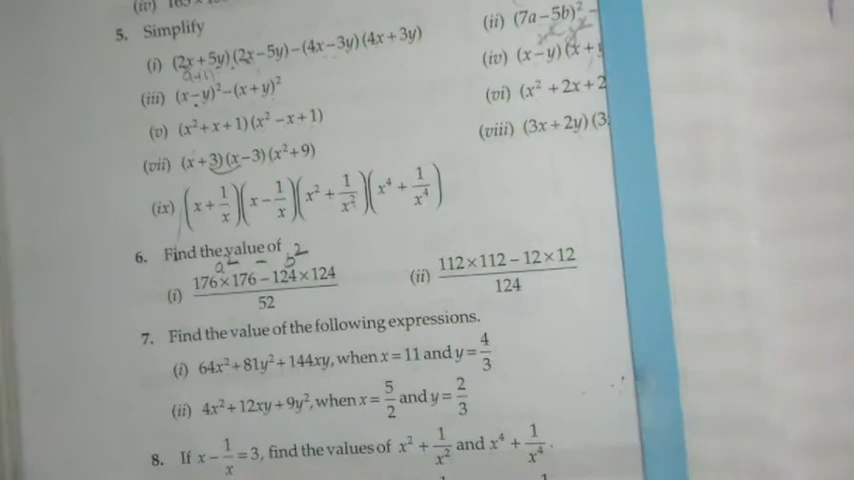 5. Simplify
(i) (2x+5y)(2x−5y)−(4x−3y)(4x+3y)
(ii) (7a−5b)² −
(iii) (x−y)²−(x+y)²
(iv) (x−y)(x+y
(v) (x²+x+1)(x²−x+1)
(vi) (x²+2x+2
(vii) (x+3)(x−3)(x²+9)
(viii) (3x+2y)(3
(ix) (x+1/x)(x−1/x)(x²+1/x²)(x⁴+1/x⁴)
6. Find the value of
a² − b²
(i) (176×176−124×124)/52
(ii) (112×112−12×12)/124
7. Find the value of the following expressions.
(i) 64x²+81y²+144xy, when x=11 and y=4/3
(ii) 4x²+12xy+9y², when x=5/2 and y=2/3
8. If x−1/x=3, find the values of x²+1/x² and x⁴+1/x⁴.